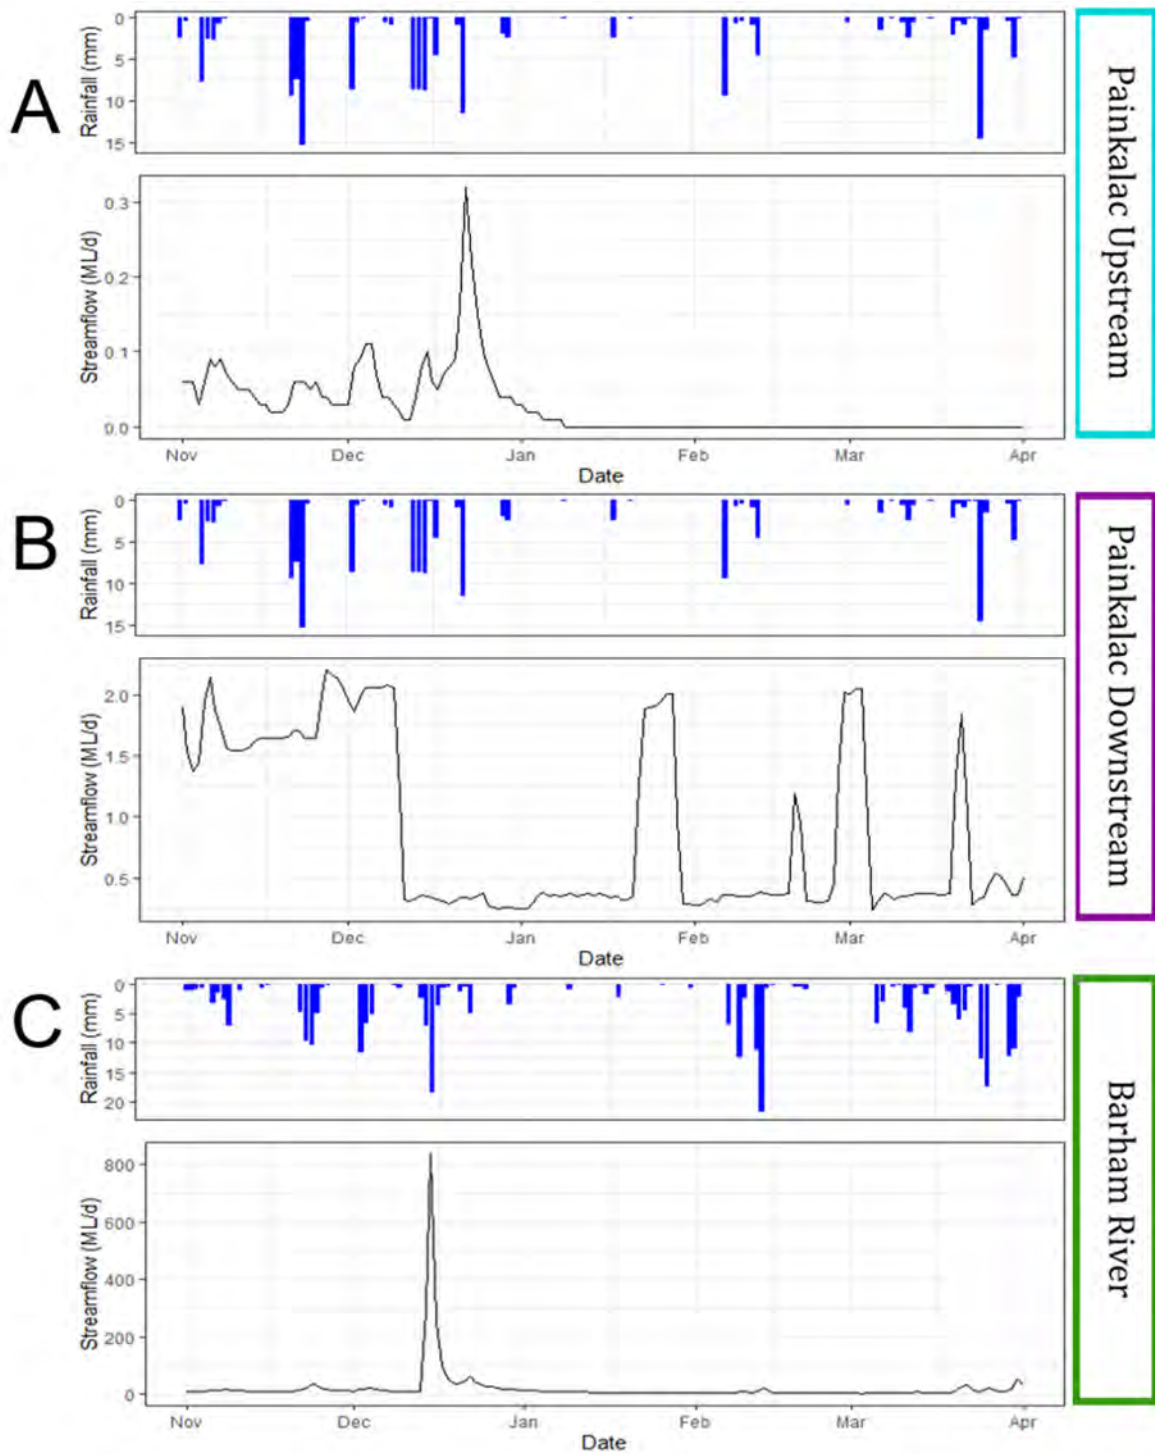 A
Rainfall (mm)
0
5
10
15
Streamflow (ML/d)
0.3
0.2
0.1
0.0
Nov Dec Jan Feb Mar Apr
Date
Painkalac Upstream
B
Rainfall (mm)
0
5
10
15
Streamflow (ML/d)
2.0
1.5
1.0
0.5
Nov Dec Jan Feb Mar Apr
Date
Painkalac Downstream
C
Rainfall (mm)
0
5
10
15
20
Streamflow (ML/d)
800
600
400
200
0
Nov Dec Jan Feb Mar Apr
Date
Barham River